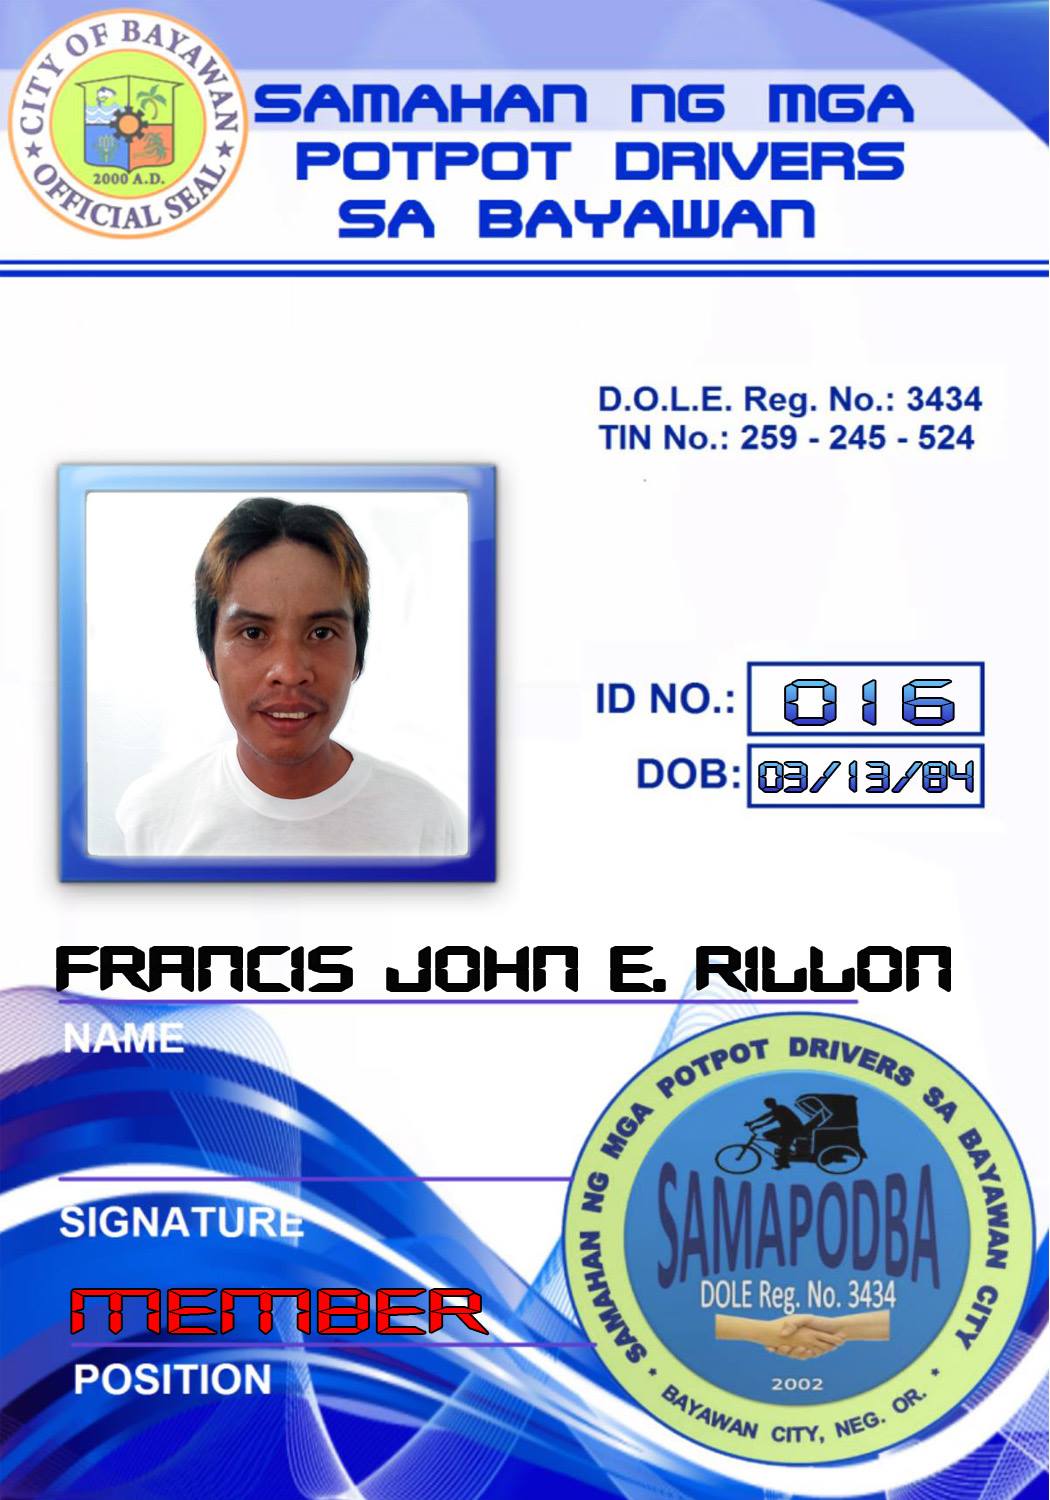 CITY OF BAYAWAN
2000 A.D.
★ OFFICIAL SEAL ★
SAMAHAN NG MGA
POTPOT DRIVERS
SA BAYAWAN
D.O.L.E. Reg. No.: 3434
TIN No.: 259 - 245 - 524
ID NO.: 016
DOB: 03/13/84
FRANCIS JOHN E. RILLON
NAME
SIGNATURE
MEMBER
POSITION
SAMAHAN NG MGA POTPOT DRIVERS SA BAYAWAN CITY
SAMAPODBA
DOLE Reg. No. 3434
2002
* BAYAWAN CITY, NEG. OR. *